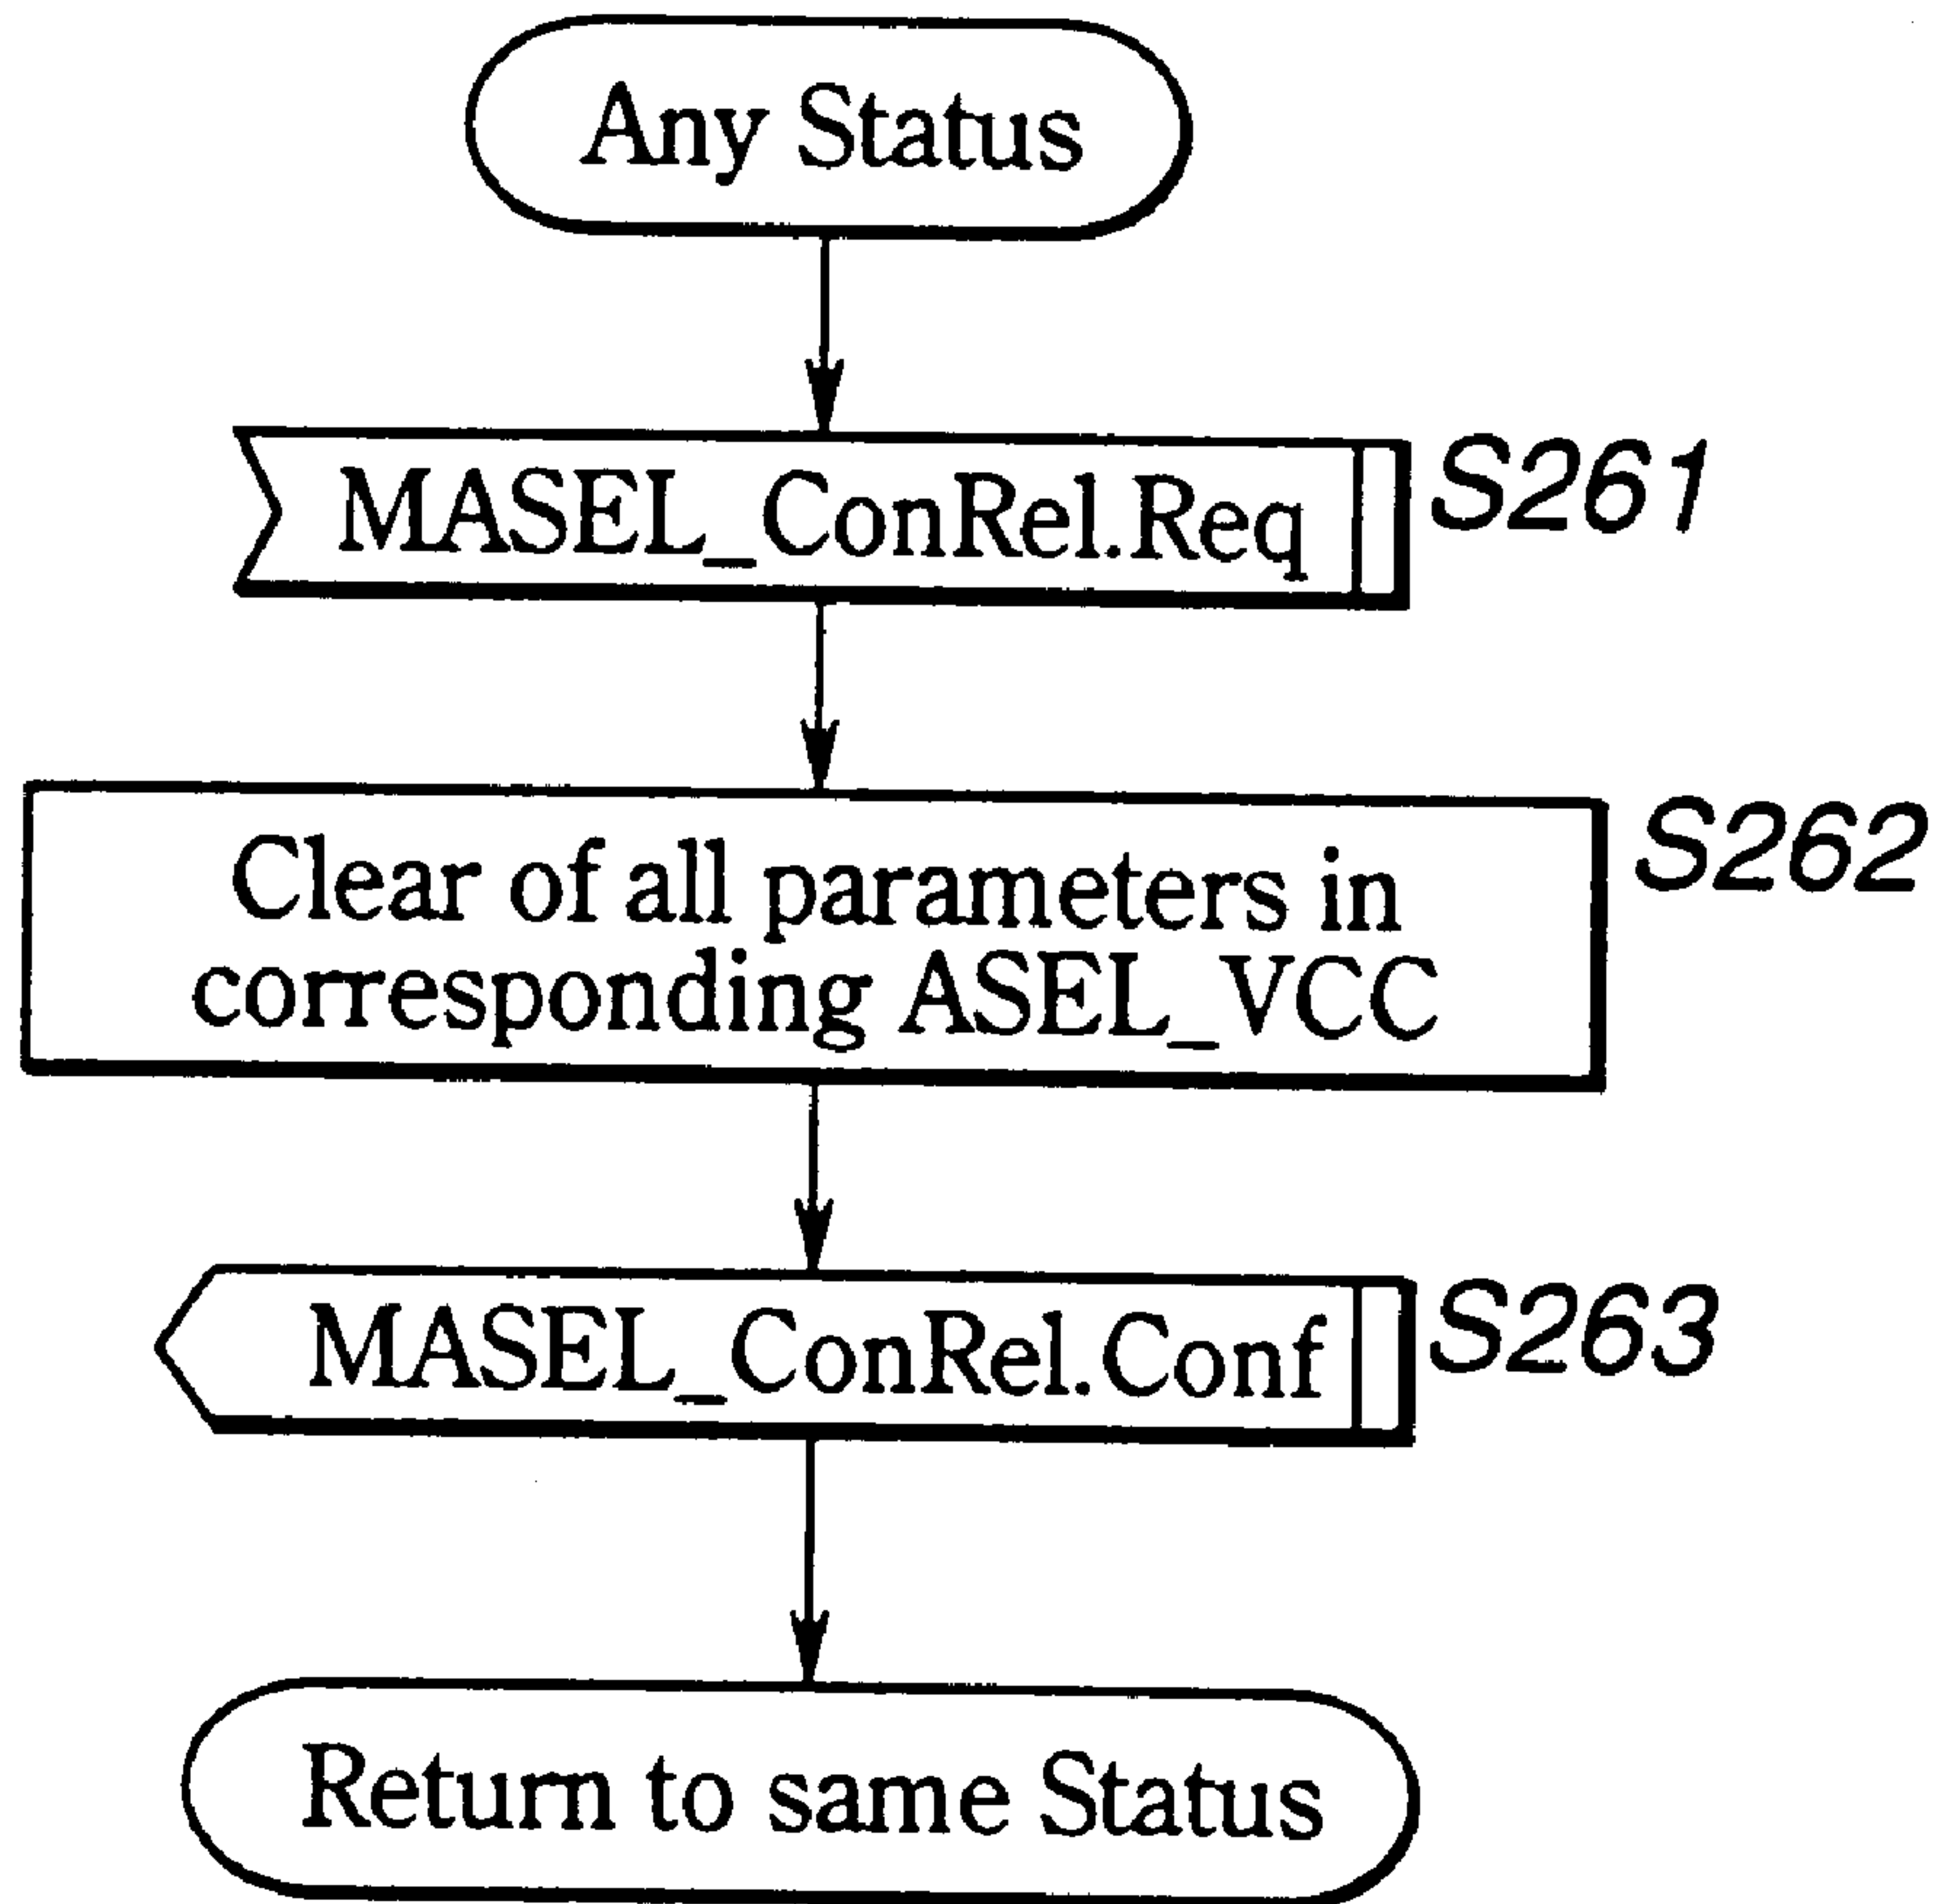 Any Status
MASEL_ConRel.Req
S261
Clear of all parameters in
corresponding ASEL_VCC
S262
MASEL_ConRel.Conf
S263
Return to same Status